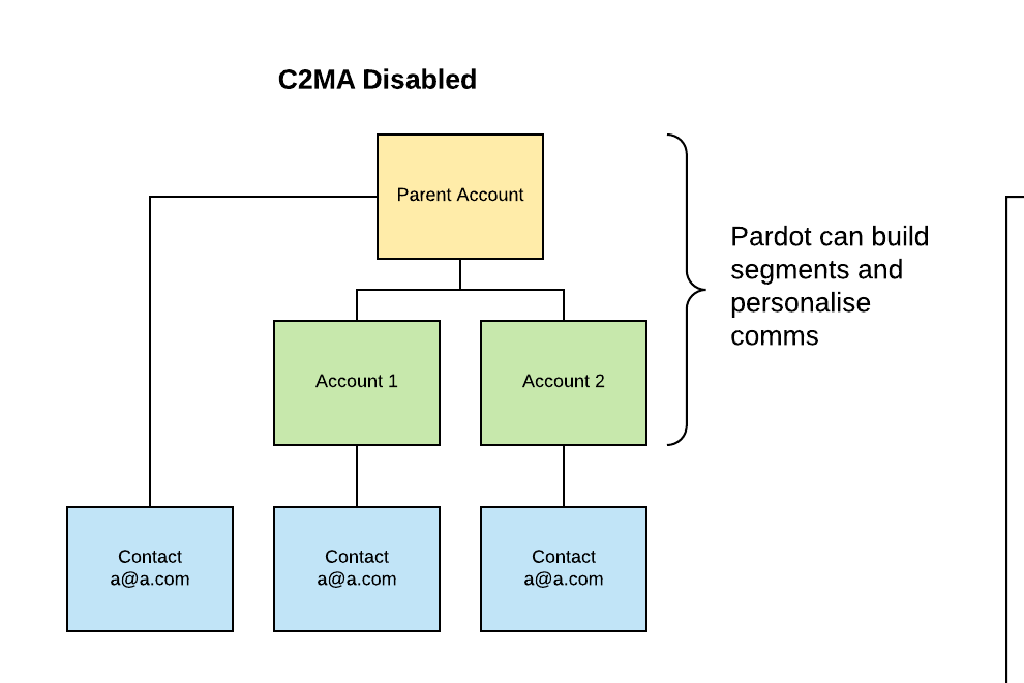 C2MA Disabled
Parent Account
Pardot can build
segments and
personalise
comms
Account 1
Account 2
Contact
a@a.com
Contact
a@a.com
Contact
a@a.com